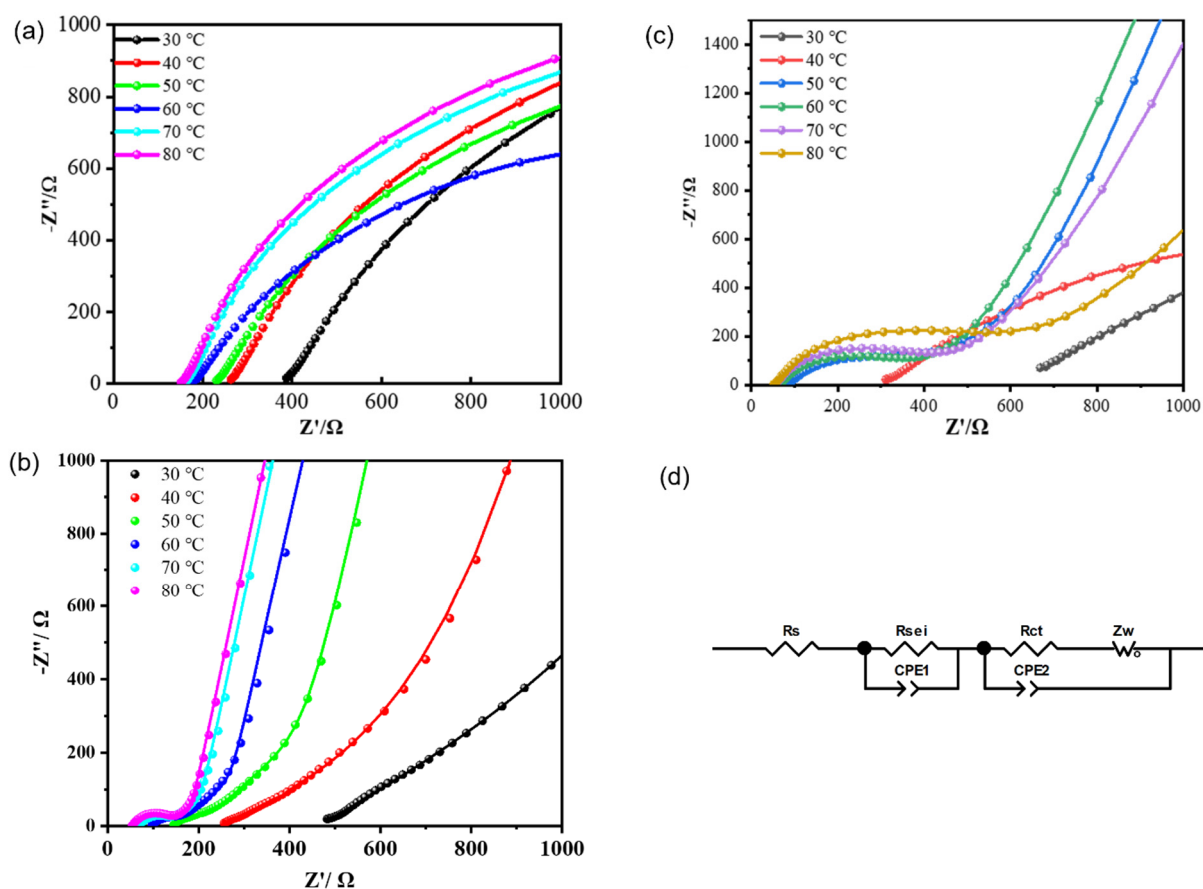 (a)
30 °C
40 °C
50 °C
60 °C
70 °C
80 °C
1000
800
600
400
200
0
-Z''/Ω
0 200 400 600 800 1000
Z'/Ω
(c)
30 °C
40 °C
50 °C
60 °C
70 °C
80 °C
1400
1200
1000
800
600
400
200
0
-Z''/Ω
0 200 400 600 800 1000
Z'/Ω
(b)
30 °C
40 °C
50 °C
60 °C
70 °C
80 °C
1000
800
600
400
200
0
-Z''/ Ω
0 200 400 600 800 1000
Z'/ Ω
(d)
Rs Rsei Rct Zw
CPE1 CPE2